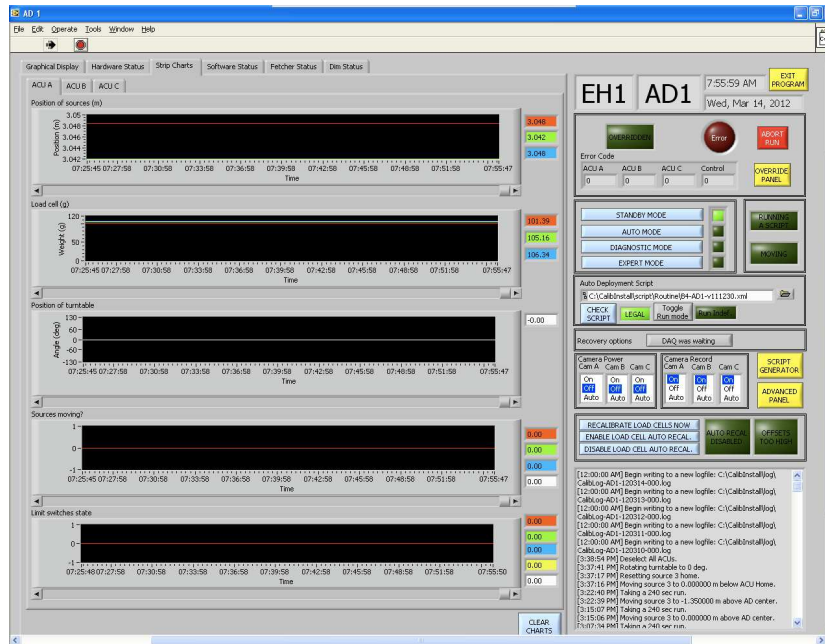 AD 1
File Edit Operate Tools Window Help
Graphical Display Hardware Status Strip Charts Software Status Fetcher Status Dim Status
ACU A ACU B ACU C
Position of sources (m)
Position (m)
3.05
3.048
3.046
3.044
3.042
07:25:45 07:27:58 07:30:58 07:33:58 07:36:58 07:39:58 07:42:58 07:45:58 07:48:58 07:51:58 07:55:47
Time
3.048
3.042
3.048
Load cell (g)
Weight (g)
120
50
0
07:25:45 07:27:58 07:30:58 07:33:58 07:36:58 07:39:58 07:42:58 07:45:58 07:48:58 07:51:58 07:55:47
Time
101.39
105.16
106.34
Position of turntable
Angle (deg)
130
60
0
-60
-130
07:25:45 07:27:58 07:30:58 07:33:58 07:36:58 07:39:58 07:42:58 07:45:58 07:48:58 07:51:58 07:55:47
Time
-0.00
Sources moving?
1
0
-1
07:25:45 07:27:58 07:30:58 07:33:58 07:36:58 07:39:58 07:42:58 07:45:58 07:48:58 07:51:58 07:55:47
Time
0.00
0.00
0.00
0.00
Limit switches state
1
0
-1
07:25:48 07:27:58 07:30:58 07:33:58 07:36:58 07:39:58 07:42:58 07:45:58 07:48:58 07:51:58 07:55:50
Time
0.00
0.00
0.00
0.00
0.00
CLEAR
CHARTS
EH1 AD1
7:55:59 AM
Wed, Mar 14, 2012
EXIT
PROGRAM
OVERRIDDEN
Error
ABORT
RUN
Error Code
ACU A ACU B ACU C Control
0 0 0 0
OVERRIDE
PANEL
STANDBY MODE
AUTO MODE
DIAGNOSTIC MODE
EXPERT MODE
RUNNING
A SCRIPT
MOVING
Auto Deployment Script
C:\CalibInstall\script\Routine\B4-AD1-v111230.xml
CHECK
SCRIPT
LEGAL
Toggle
Run mode
Run Indef.
Recovery options
DAQ was waiting
Camera Power
Cam A Cam B Cam C
On On On
Off Off Off
Auto Auto Auto
Camera Record
Cam A Cam B Cam C
On On On
Off Off Off
Auto Auto Auto
SCRIPT
GENERATOR
ADVANCED
PANEL
RECALIBRATE LOAD CELLS NOW
ENABLE LOAD CELL AUTO RECAL.
DISABLE LOAD CELL AUTO RECAL.
AUTO RECAL
DISABLED
OFFSETS
TOO HIGH
[12:00:00 AM] Begin writing to a new logfile: C:\CalibInstall\log\
CalibLog-AD1-120314-000.log
[12:00:00 AM] Begin writing to a new logfile: C:\CalibInstall\log\
CalibLog-AD1-120313-000.log
[12:00:00 AM] Begin writing to a new logfile: C:\CalibInstall\log\
CalibLog-AD1-120312-000.log
[12:00:00 AM] Begin writing to a new logfile: C:\CalibInstall\log\
CalibLog-AD1-120311-000.log
[12:00:00 AM] Begin writing to a new logfile: C:\CalibInstall\log\
CalibLog-AD1-120310-000.log
[3:38:54 PM] Deselect All ACUs.
[3:37:41 PM] Rotating turntable to 0 deg.
[3:37:17 PM] Resetting source 3 home.
[3:37:16 PM] Moving source 3 to 0.000000 m below ACU Home.
[3:22:40 PM] Taking a 240 sec run.
[3:22:39 PM] Moving source 3 to -1.350000 m above AD center.
[3:15:07 PM] Taking a 240 sec run.
[3:15:06 PM] Moving source 3 to 0.000000 m above AD center.
[3:07:34 PM] Taking a 240 sec run.